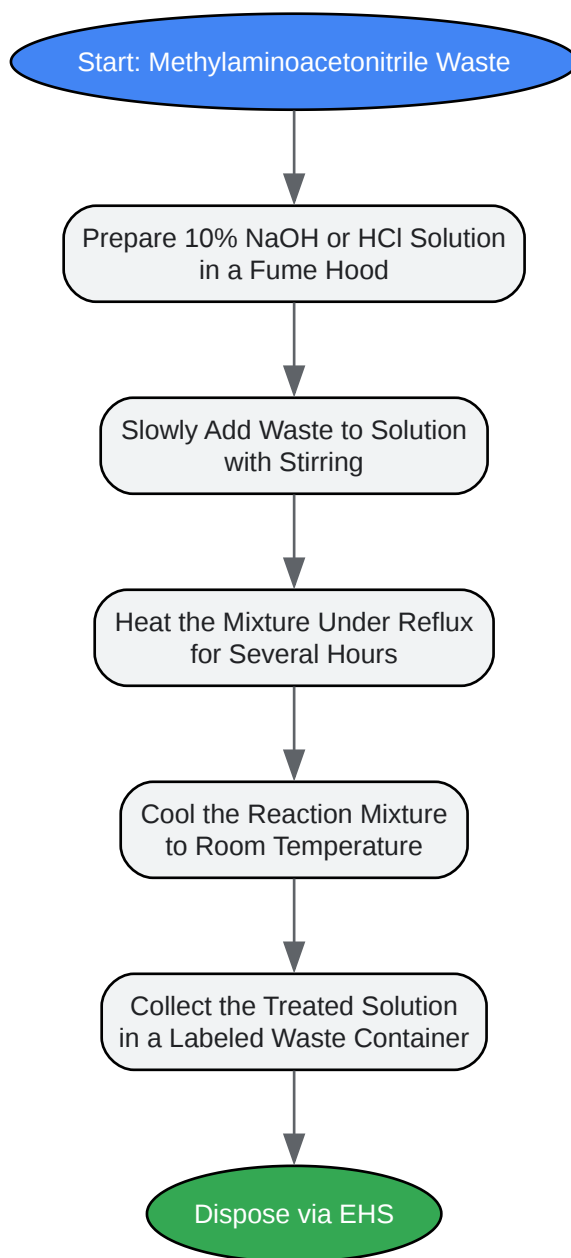 Start: Methylaminoacetonitrile Waste
Prepare 10% NaOH or HCl Solution
in a Fume Hood
Slowly Add Waste to Solution
with Stirring
Heat the Mixture Under Reflux
for Several Hours
Cool the Reaction Mixture
to Room Temperature
Collect the Treated Solution
in a Labeled Waste Container
Dispose via EHS